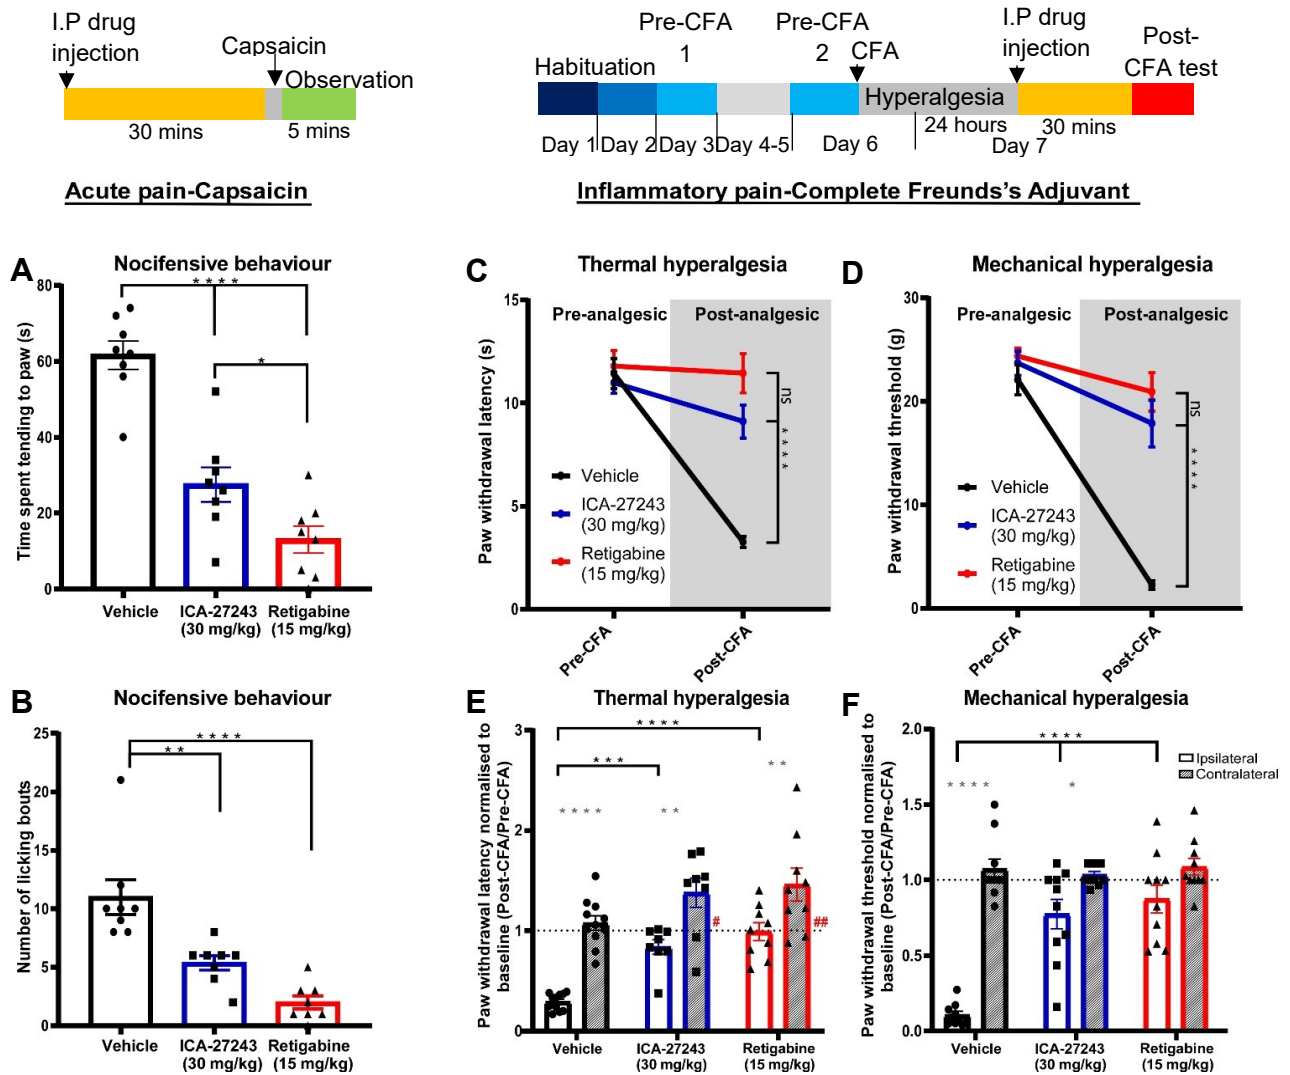 I.P drug
injection
Capsaicin
Observation
30 mins
5 mins
Acute pain-Capsaicin
Habituation
Pre-CFA
1
Pre-CFA
2
CFA
I.P drug
injection
Post-
CFA test
Hyperalgesia
24 hours
30 mins
Day 1
Day 2
Day 3
Day 4-5
Day 6
Day 7
Inflammatory pain-Complete Freunds's Adjuvant
A
Nocifensive behaviour
Time spent tending to paw (s)
80
60
40
20
0
* * * *
*
Vehicle
ICA-27243
(30 mg/kg)
Retigabine
(15 mg/kg)
C
Thermal hyperalgesia
Paw withdrawal latency (s)
15
10
5
0
Pre-analgesic
Post-analgesic
ns
* * * *
Vehicle
ICA-27243
(30 mg/kg)
Retigabine
(15 mg/kg)
Pre-CFA
Post-CFA
D
Mechanical hyperalgesia
Paw withdrawal threshold (g)
30
20
10
0
Pre-analgesic
Post-analgesic
ns
* * * *
Vehicle
ICA-27243
(30 mg/kg)
Retigabine
(15 mg/kg)
Pre-CFA
Post-CFA
B
Nocifensive behaviour
Number of licking bouts
25
20
15
10
5
0
* * * *
* *
Vehicle
ICA-27243
(30 mg/kg)
Retigabine
(15 mg/kg)
E
Thermal hyperalgesia
Paw withdrawal latency normalised to
baseline (Post-CFA/Pre-CFA)
3
2
1
0
* * * *
* * *
* * * *
* *
* *
#
##
Vehicle
ICA-27243
(30 mg/kg)
Retigabine
(15 mg/kg)
F
Mechanical hyperalgesia
Paw withdrawal threshold normalised to
baseline (Post-CFA/Pre-CFA)
2.0
1.5
1.0
0.5
0.0
* * * *
* * * *
*
Ipsilateral
Contralateral
Vehicle
ICA-27243
(30 mg/kg)
Retigabine
(15 mg/kg)